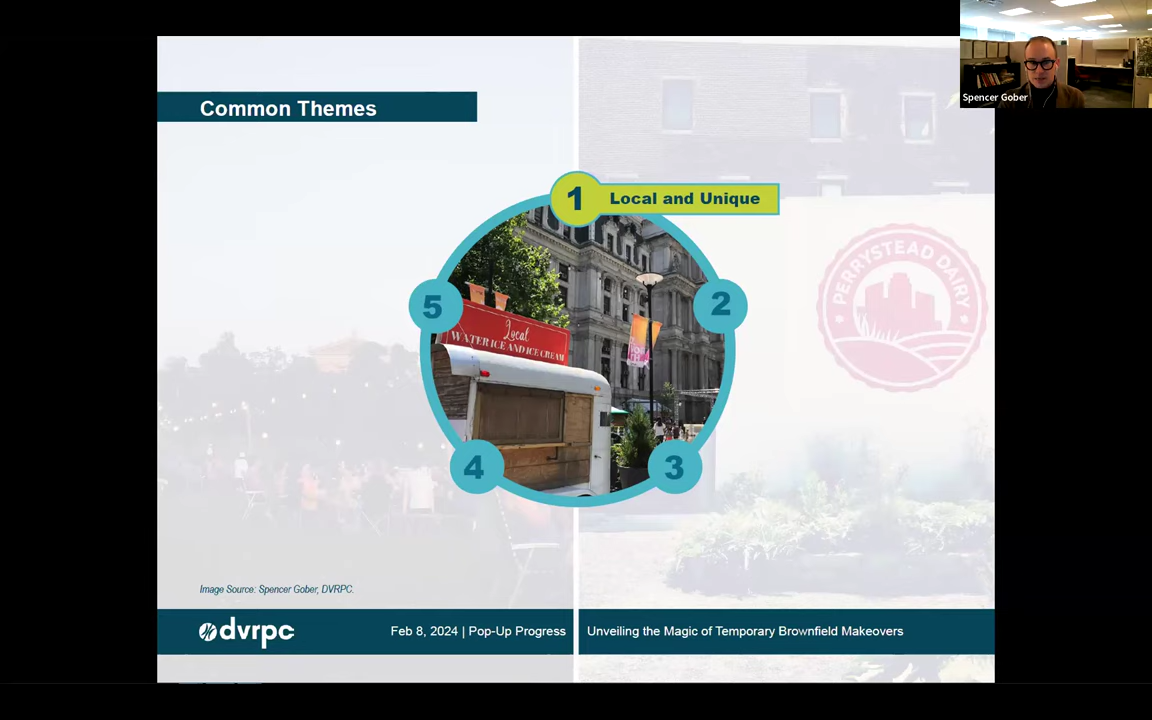 Spencer Gober
Common Themes
1 Local and Unique
2
3
4
5
Local
WATER ICE AND ICE CREAM
PERRYSTEAD DAIRY
Image Source: Spencer Gober, DVRPC.
dvrpc
Feb 8, 2024 | Pop-Up Progress
Unveiling the Magic of Temporary Brownfield Makeovers